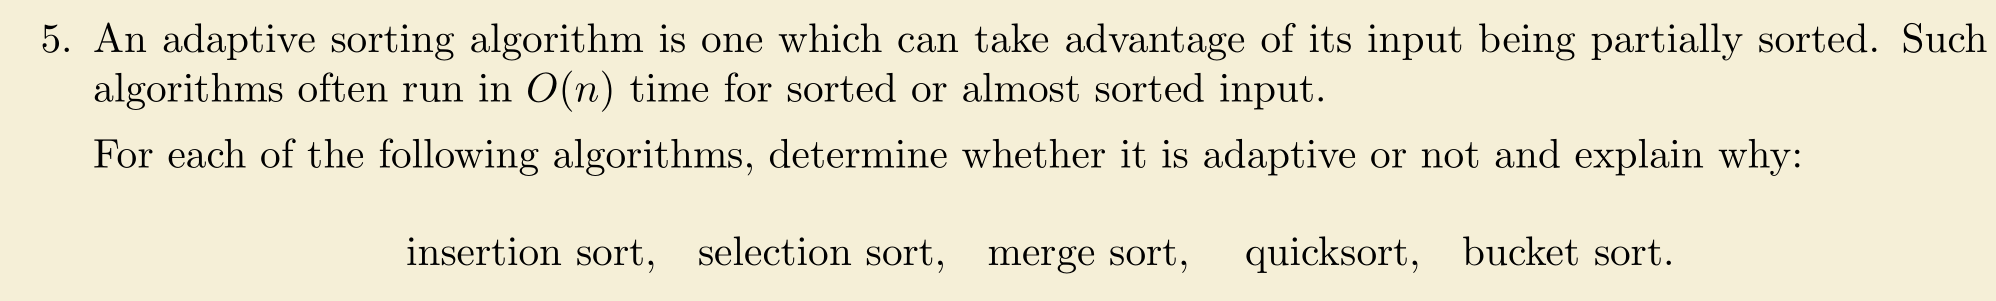 5. An adaptive sorting algorithm is one which can take advantage of its input being partially sorted. Such
algorithms often run in O(n) time for sorted or almost sorted input.
For each of the following algorithms, determine whether it is adaptive or not and explain why:
insertion sort, selection sort, merge sort, quicksort, bucket sort.